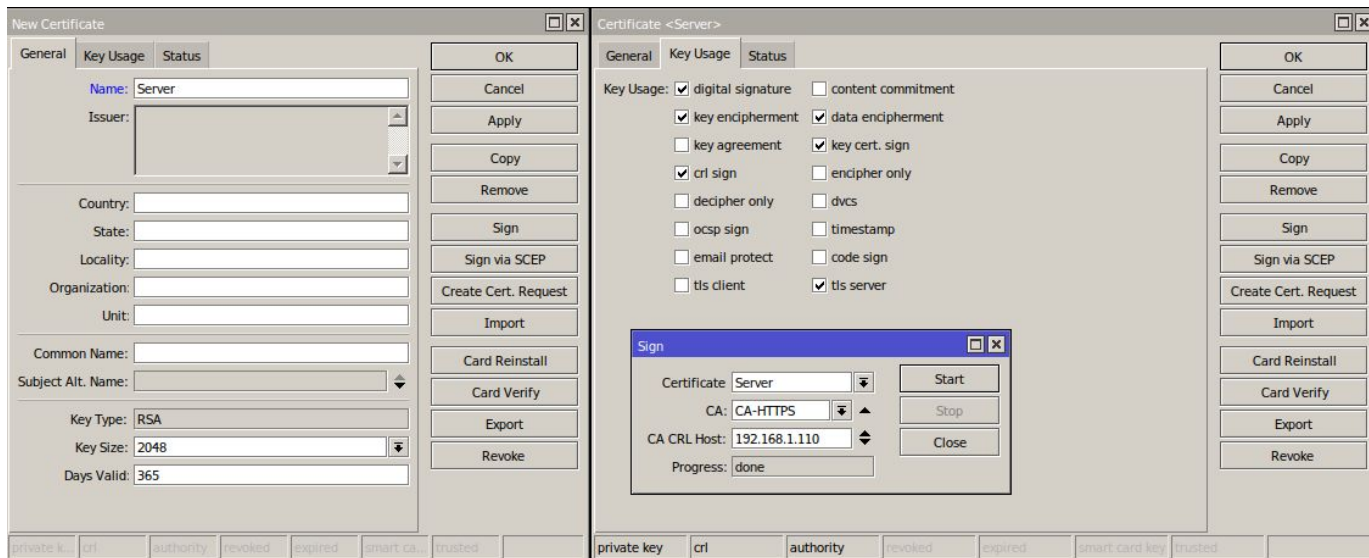 New Certificate
General Key Usage Status
Name: Server
Issuer:
Country:
State:
Locality:
Organization:
Unit:
Common Name:
Subject Alt. Name:
Key Type: RSA
Key Size: 2048
Days Valid: 365
OK
Cancel
Apply
Copy
Remove
Sign
Sign via SCEP
Create Cert. Request
Import
Card Reinstall
Card Verify
Export
Revoke
private k... crl authority revoked expired smart ca... trusted
Certificate <Server>
General Key Usage Status
Key Usage: digital signature content commitment
key encipherment data encipherment
key agreement key cert. sign
crl sign encipher only
decipher only dvcs
ocsp sign timestamp
email protect code sign
tls client tls server
Sign
Certificate Server
CA: CA-HTTPS
CA CRL Host: 192.168.1.110
Progress: done
Start
Stop
Close
OK
Cancel
Apply
Copy
Remove
Sign
Sign via SCEP
Create Cert. Request
Import
Card Reinstall
Card Verify
Export
Revoke
private key crl authority revoked expired smart card key trusted